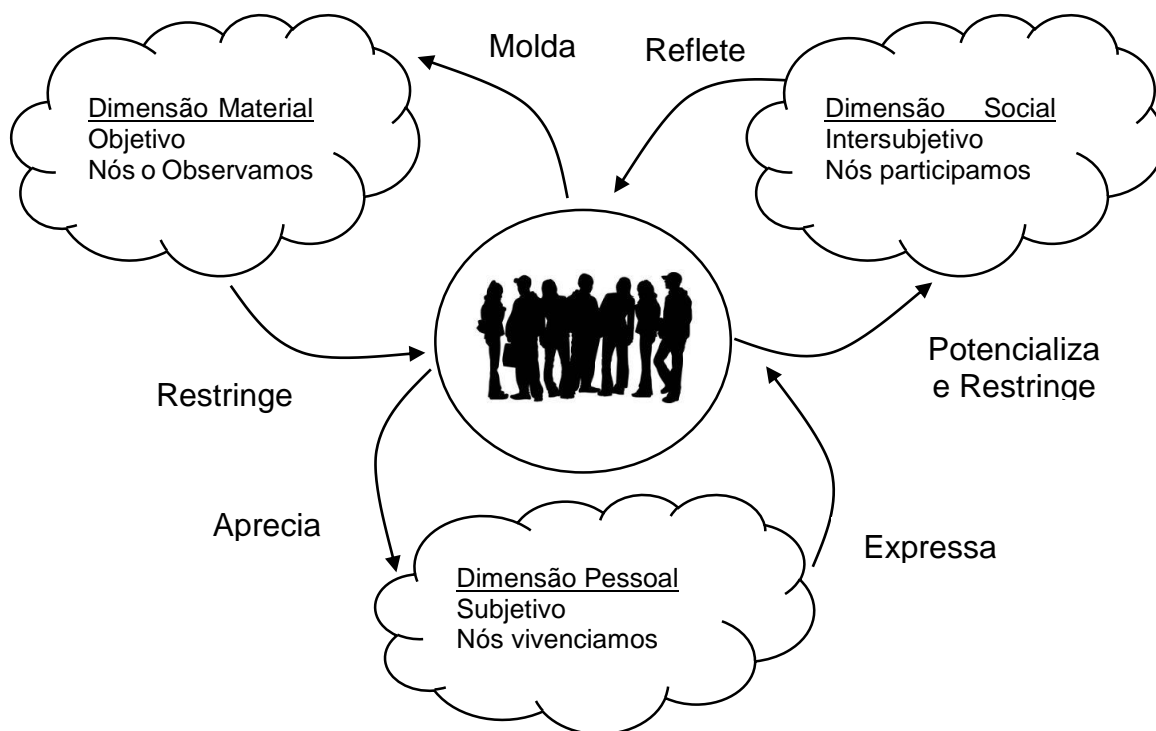 Molda
Reflete
Dimensão Material
Objetivo
Nós o Observamos
Dimensão Social
Intersubjetivo
Nós participamos
Restringe
Potencializa
e Restringe
Aprecia
Expressa
Dimensão Pessoal
Subjetivo
Nós vivenciamos